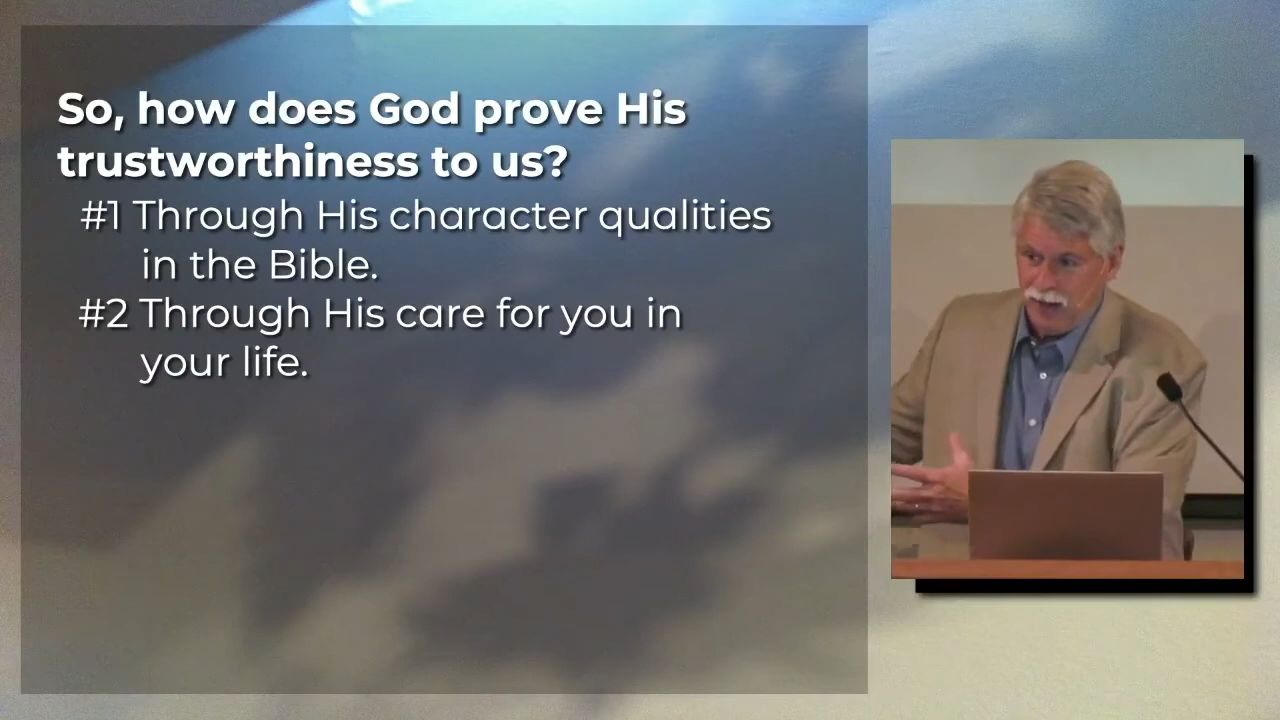 So, how does God prove His
trustworthiness to us?
#1 Through His character qualities
in the Bible.
#2 Through His care for you in
your life.